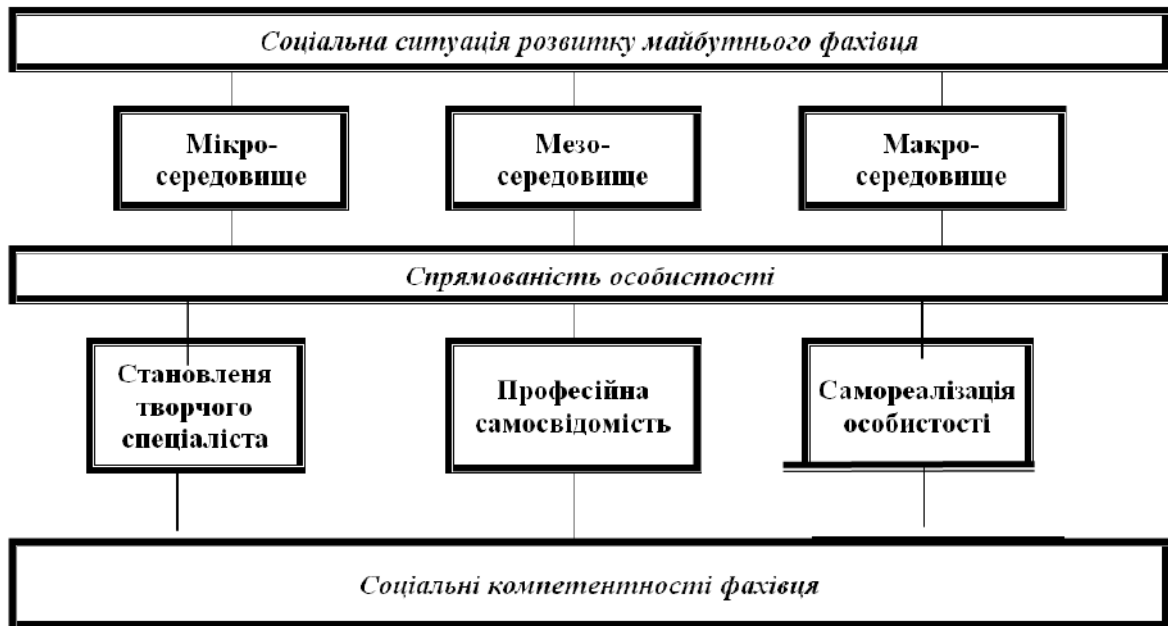 Соціальна ситуація розвитку майбутнього фахівця
Мікро-
середовище
Мезо-
середовище
Макро-
середовище
Спрямованість особистості
Становленя
творчого
спеціаліста
Професійна
самосвідомість
Самореалізація
особистості
Соціальні компетентності фахівця